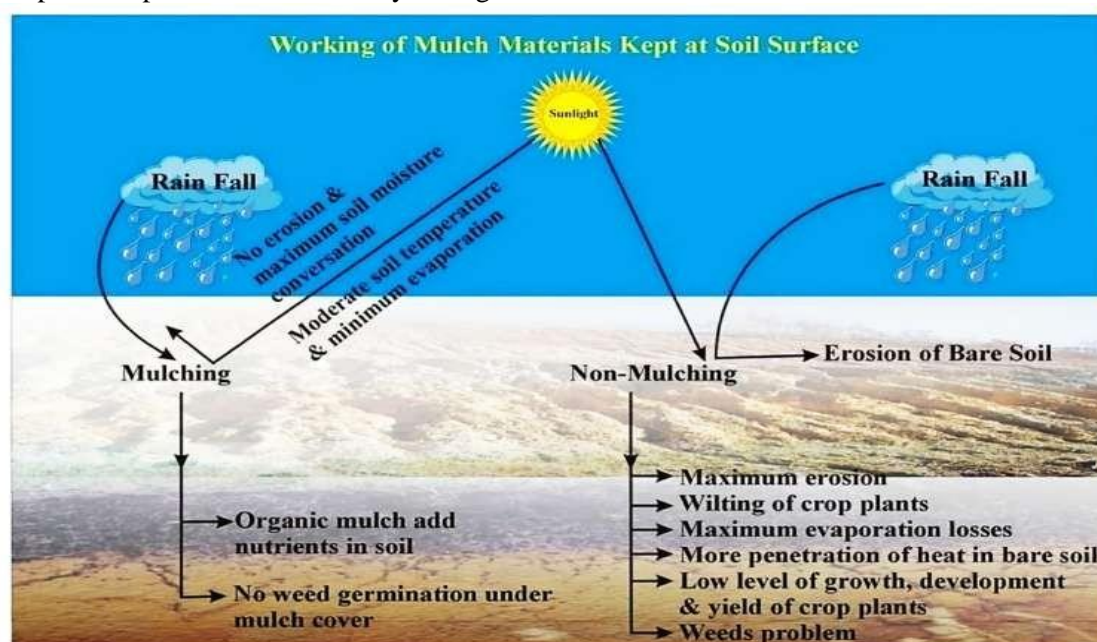 Working of Mulch Materials Kept at Soil Surface
Sunlight
Rain Fall
Rain Fall
No erosion &
maximum soil moisture
conversation
Moderate soil temperature
& minimum evaporation
Mulching
Non-Mulching
Erosion of Bare Soil
Organic mulch add
nutrients in soil
No weed germination under
mulch cover
Maximum erosion
Wilting of crop plants
Maximum evaporation losses
More penetration of heat in bare soil
Low level of growth, development
& yield of crop plants
Weeds problem